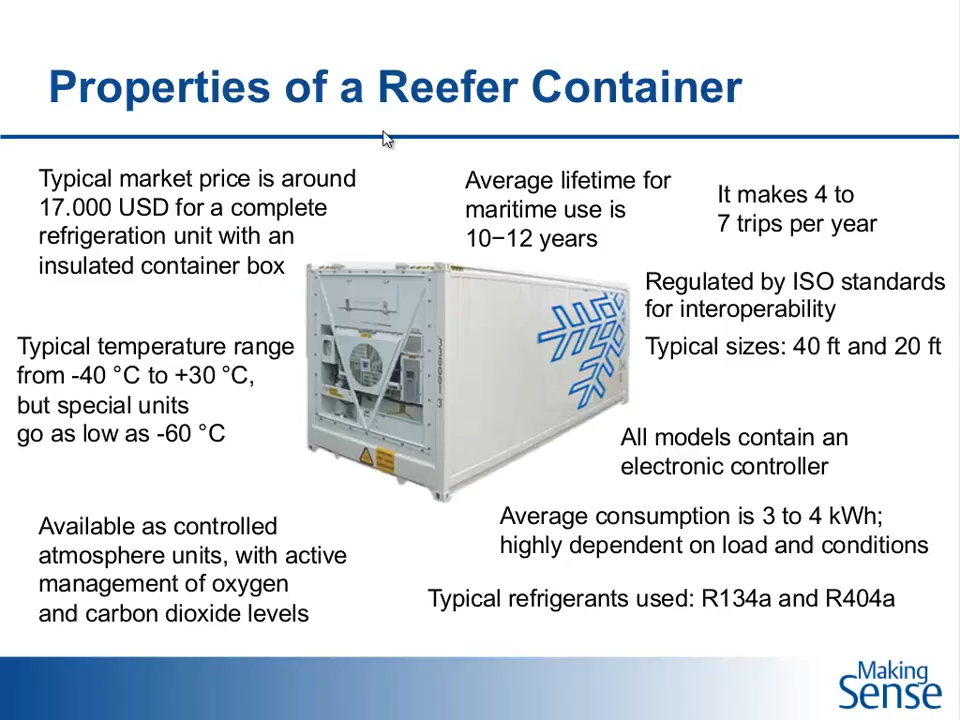 Properties of a Reefer Container
Typical market price is around
17.000 USD for a complete
refrigeration unit with an
insulated container box
Average lifetime for
maritime use is
10−12 years
It makes 4 to
7 trips per year
Regulated by ISO standards
for interoperability
Typical sizes: 40 ft and 20 ft
Typical temperature range
from -40 °C to +30 °C,
but special units
go as low as -60 °C
All models contain an
electronic controller
Available as controlled
atmosphere units, with active
management of oxygen
and carbon dioxide levels
Average consumption is 3 to 4 kWh;
highly dependent on load and conditions
Typical refrigerants used: R134a and R404a
Making
Sense